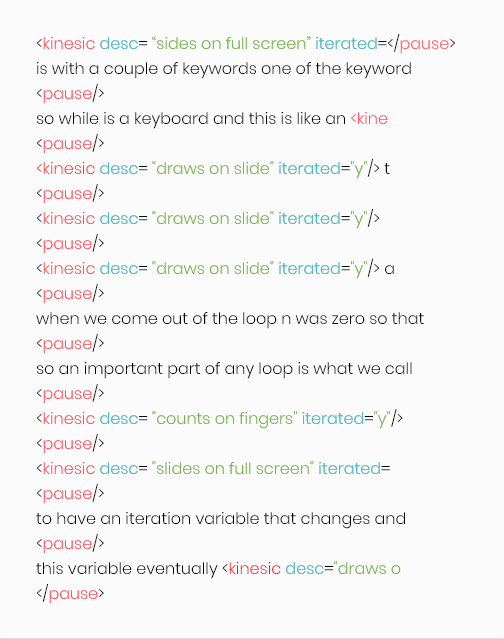 <kinesic desc= "sides on full screen" iterated=</pause>
is with a couple of keywords one of the keyword
<pause/>
so while is a keyboard and this is like an <kine
<pause/>
<kinesic desc= "draws on slide" iterated="y"/> t
<pause/>
<kinesic desc= "draws on slide" iterated="y"/>
<pause/>
<kinesic desc= "draws on slide" iterated="y"/> a
<pause/>
when we come out of the loop n was zero so that
<pause/>
so an important part of any loop is what we call
<pause/>
<kinesic desc= "counts on fingers" iterated="y"/>
<pause/>
<kinesic desc= "slides on full screen" iterated=
<pause/>
to have an iteration variable that changes and
<pause/>
this variable eventually <kinesic desc="draws o
</pause>